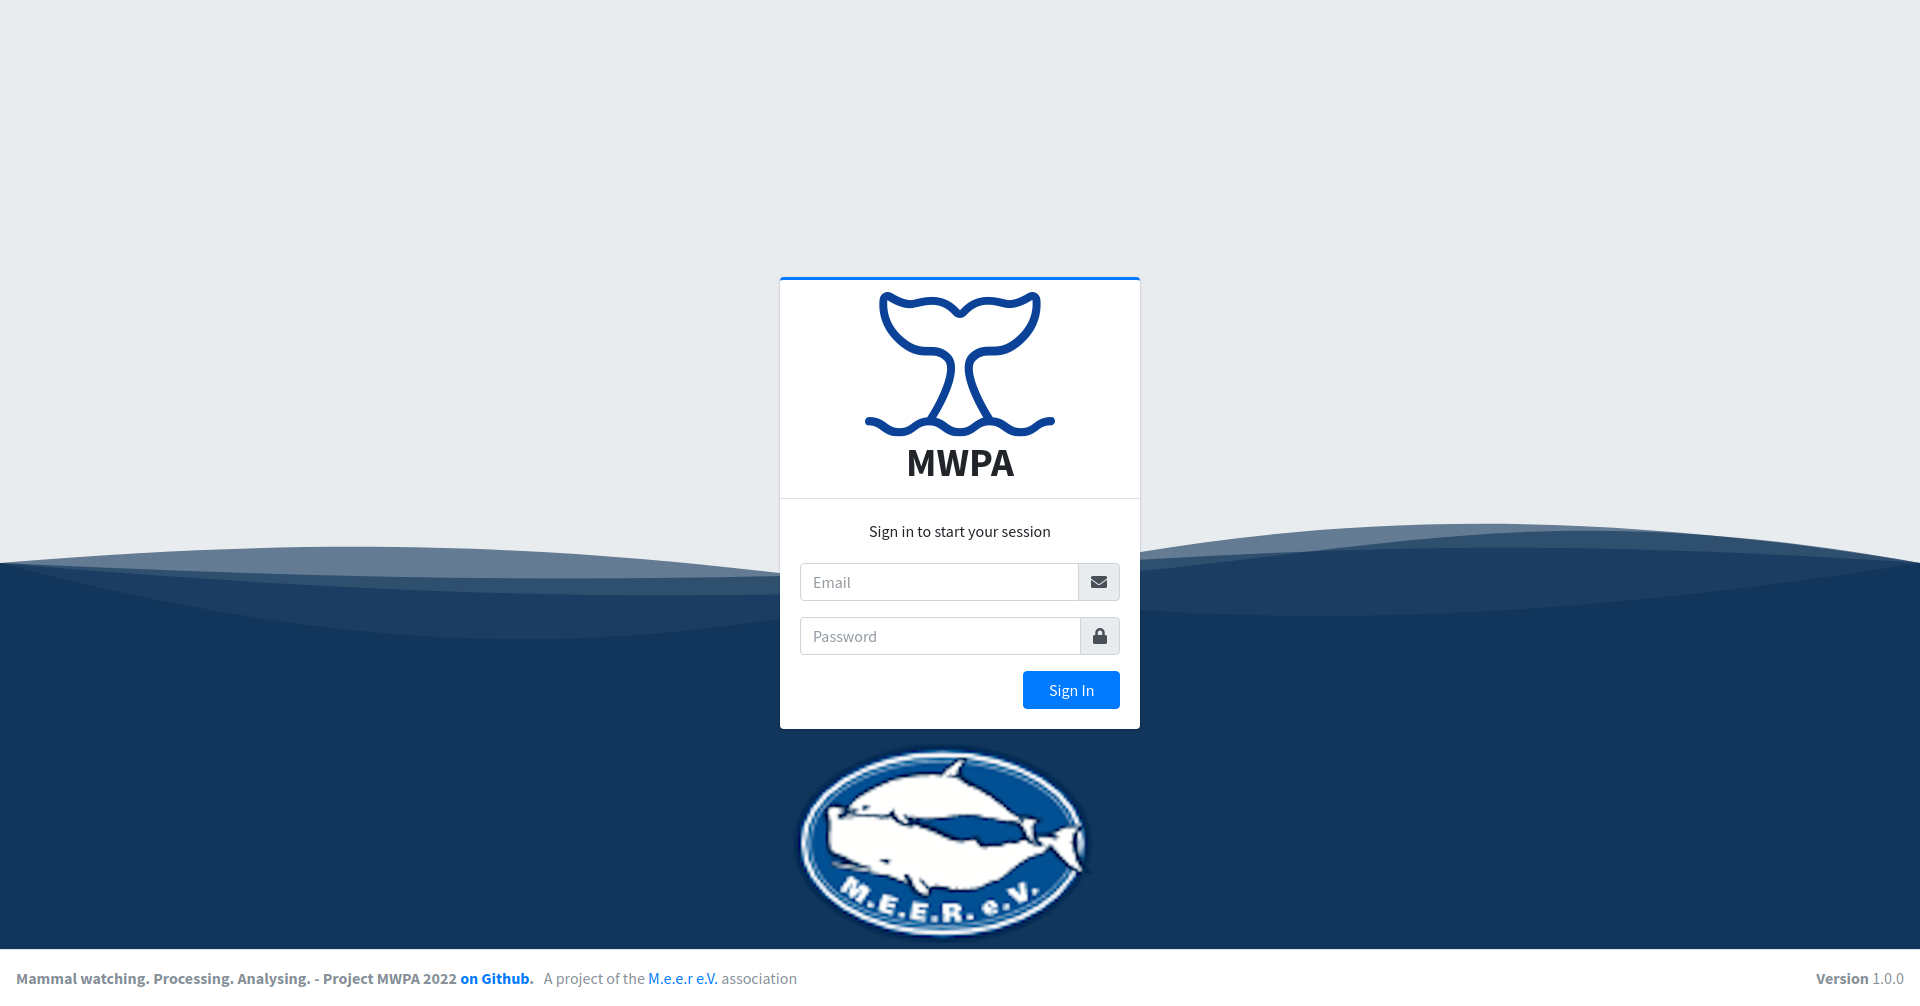 MWPA
Sign in to start your session
Email
Password
Sign In
M.E.E.R. e.V.
Mammal watching. Processing. Analysing. - Project MWPA 2022 on Github. A project of the M.e.e.r e.V. association
Version 1.0.0